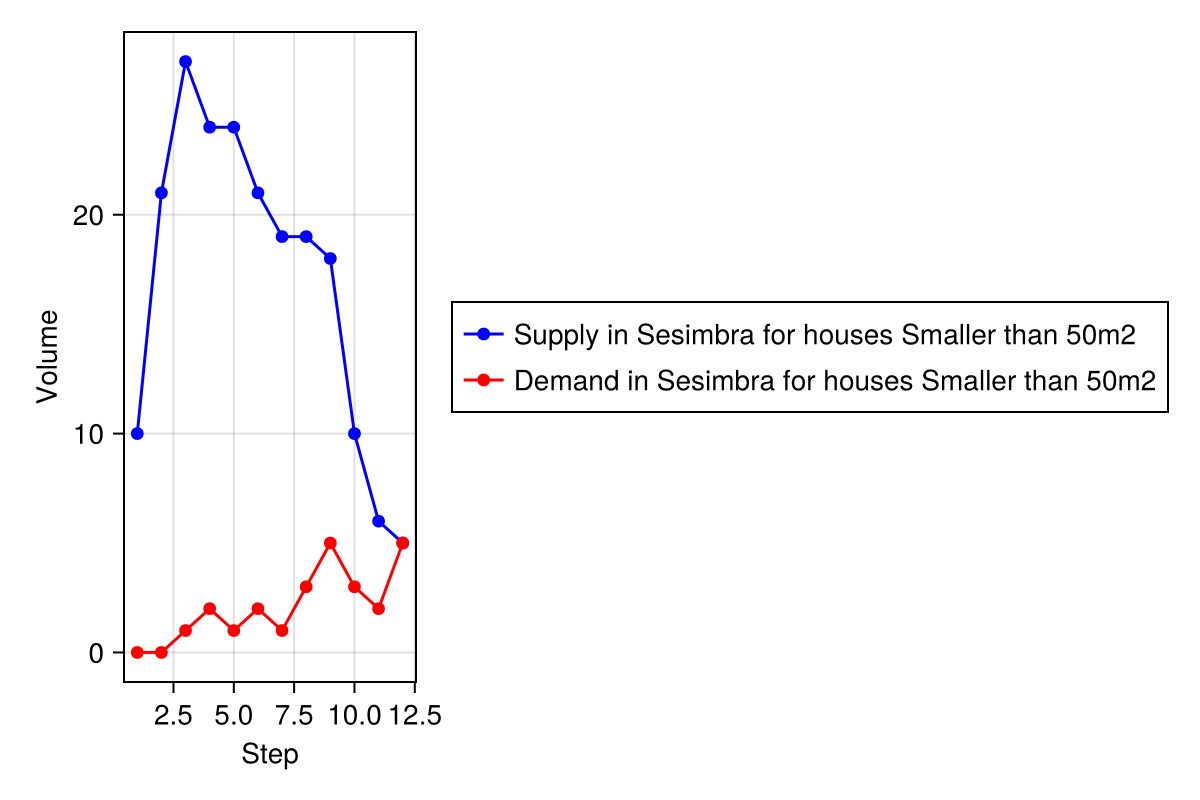 20
10
0
Volume
2.5 5.0 7.5 10.0 12.5
Step
Supply in Sesimbra for houses Smaller than 50m2
Demand in Sesimbra for houses Smaller than 50m2